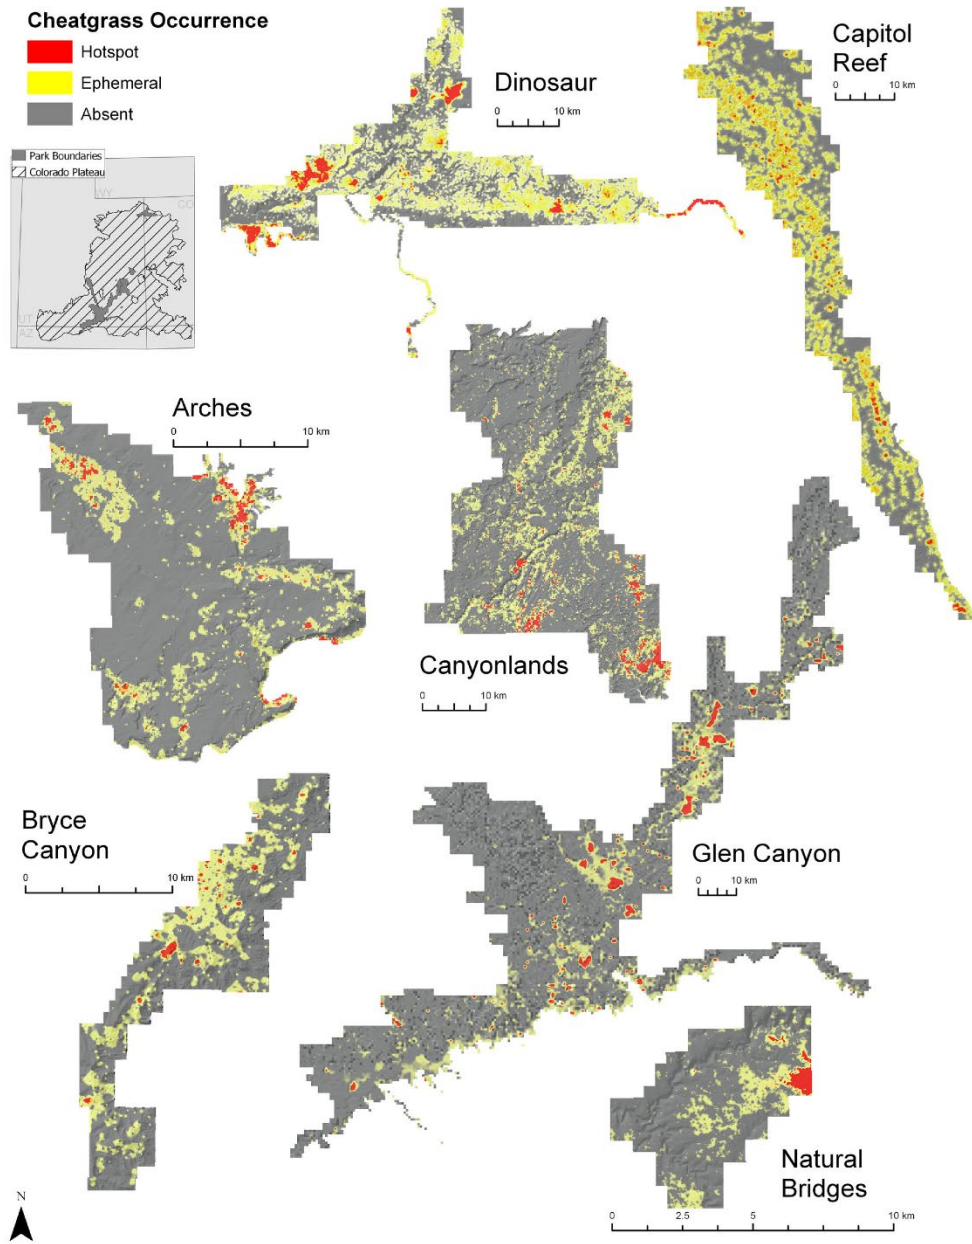 Cheatgrass Occurrence
Hotspot
Ephemeral
Absent
Park Boundaries
Colorado Plateau
WY
CO
UT
AZ
Dinosaur
0 10 km
Capitol
Reef
0 10 km
Arches
0 10 km
Canyonlands
0 10 km
Bryce
Canyon
0 10 km
Glen Canyon
0 10 km
Natural
Bridges
0 2.5 5 10 km
N